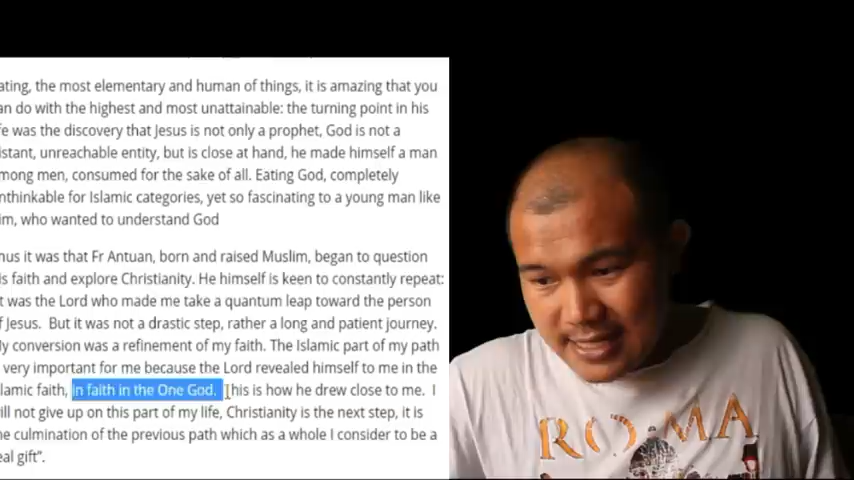 ating, the most elementary and human of things, it is amazing that you
an do with the highest and most unattainable: the turning point in his
fe was the discovery that Jesus is not only a prophet, God is not a
istant, unreachable entity, but is close at hand, he made himself a man
mong men, consumed for the sake of all. Eating God, completely
nthinkable for Islamic categories, yet so fascinating to a young man like
im, who wanted to understand God
hus it was that Fr Antuan, born and raised Muslim, began to question
is faith and explore Christianity. He himself is keen to constantly repeat:
t was the Lord who made me take a quantum leap toward the person
f Jesus. But it was not a drastic step, rather a long and patient journey.
My conversion was a refinement of my faith. The Islamic part of my path
very important for me because the Lord revealed himself to me in the
lamic faith, in faith in the One God. This is how he drew close to me. I
ill not give up on this part of my life, Christianity is the next step, it is
he culmination of the previous path which as a whole I consider to be a
eal gift”.
ROMA